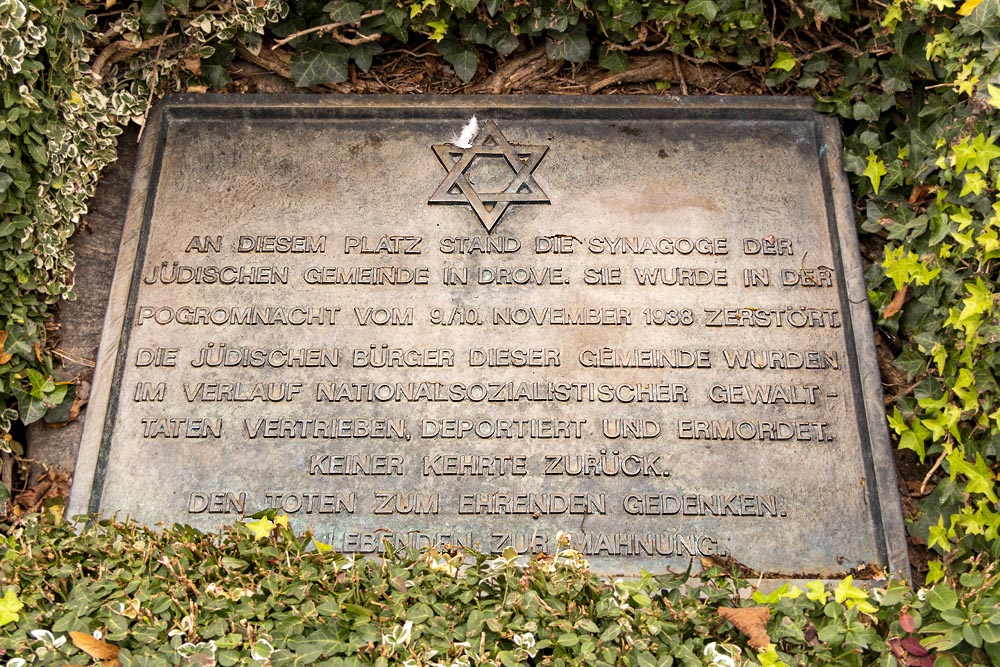 AN DIESEM PLATZ STAND DIE SYNAGOGE DER
JÜDISCHEN GEMEINDE IN DROVE. SIE WURDE IN DER
POGROMNACHT VOM 9./10. NOVEMBER 1938 ZERSTÖRT.
DIE JÜDISCHEN BÜRGER DIESER GEMEINDE WURDEN
IM VERLAUF NATIONALSOZIALISTISCHER GEWALT-
TATEN VERTRIEBEN, DEPORTIERT UND ERMORDET.
KEINER KEHRTE ZURÜCK.
DEN TOTEN ZUM EHRENDEN GEDENKEN.
LEBENDEN ZUR MAHNUNG.